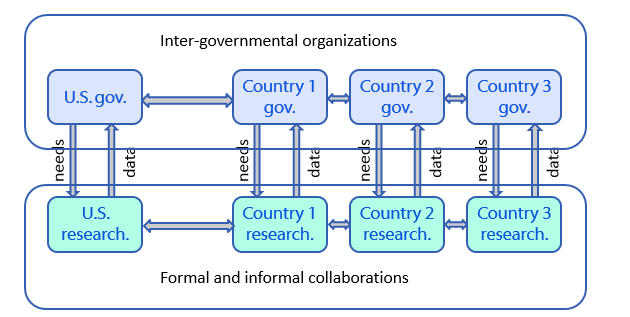 Inter-governmental organizations
U.S. gov.
Country 1
gov.
Country 2
gov.
Country 3
gov.
needs
data
needs
data
needs
data
needs
data
U.S.
research.
Country 1
research.
Country 2
research.
Country 3
research.
Formal and informal collaborations